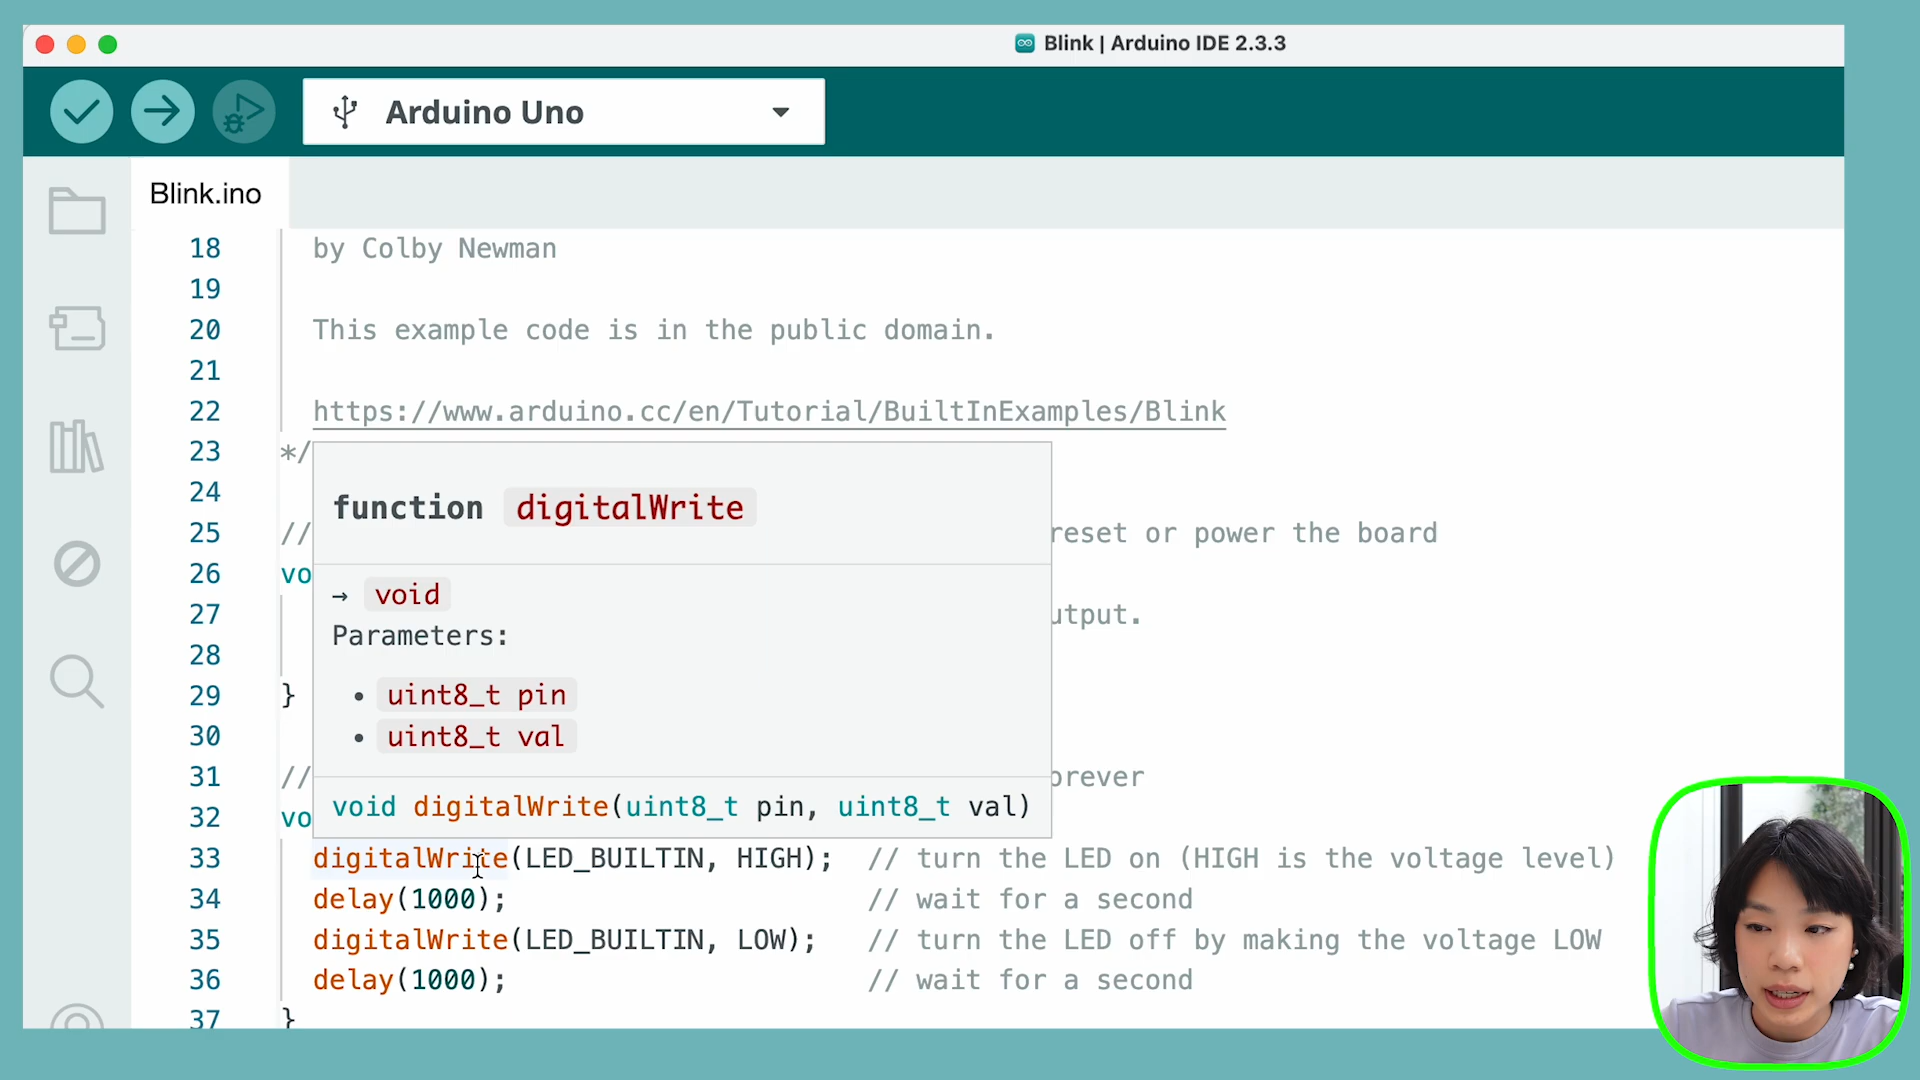 Blink | Arduino IDE 2.3.3
Arduino Uno
Blink.ino
18 by Colby Newman
19
20 This example code is in the public domain.
21
22 https://www.arduino.cc/en/Tutorial/BuiltInExamples/Blink
23 */
24
25 // reset or power the board
26 vo
27 utput.
28
29 }
30
31 // orever
32 vo
function digitalWrite
→ void
Parameters:
• uint8_t pin
• uint8_t val
void digitalWrite(uint8_t pin, uint8_t val)
33 digitalWrite(LED_BUILTIN, HIGH); // turn the LED on (HIGH is the voltage level)
34 delay(1000); // wait for a second
35 digitalWrite(LED_BUILTIN, LOW); // turn the LED off by making the voltage LOW
36 delay(1000); // wait for a second
37 }